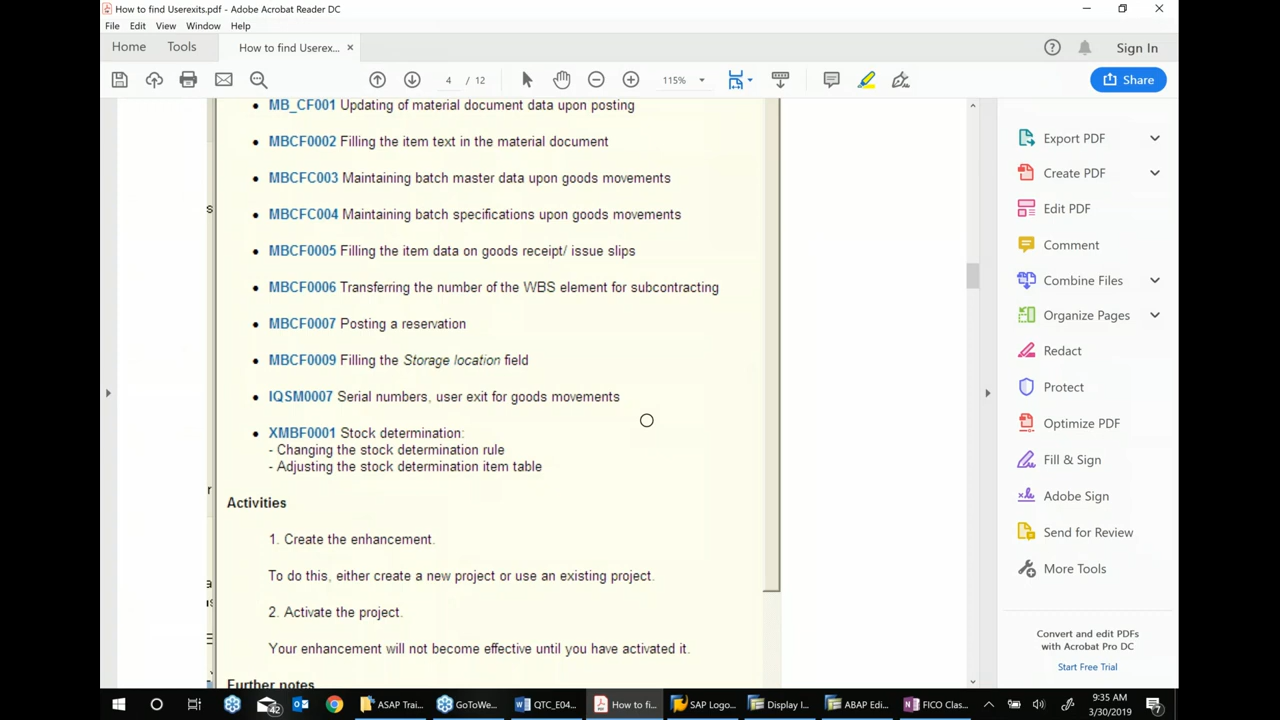 How to find Userexits.pdf - Adobe Acrobat Reader DC
File Edit View Window Help
Home Tools How to find Userex... × Sign In
4 / 12 115% Share
MB_CF001 Updating of material document data upon posting
MBCF0002 Filling the item text in the material document
MBCFC003 Maintaining batch master data upon goods movements
MBCFC004 Maintaining batch specifications upon goods movements
MBCF0005 Filling the item data on goods receipt/ issue slips
MBCF0006 Transferring the number of the WBS element for subcontracting
MBCF0007 Posting a reservation
MBCF0009 Filling the Storage location field
IQSM0007 Serial numbers, user exit for goods movements
XMBF0001 Stock determination:
- Changing the stock determination rule
- Adjusting the stock determination item table
Activities
1. Create the enhancement.
To do this, either create a new project or use an existing project.
2. Activate the project.
Your enhancement will not become effective until you have activated it.
Further notes
Export PDF
Create PDF
Edit PDF
Comment
Combine Files
Organize Pages
Redact
Protect
Optimize PDF
Fill & Sign
Adobe Sign
Send for Review
More Tools
Convert and edit PDFs
with Acrobat Pro DC
Start Free Trial
ASAP Trai... GoToWe... QTC_E04... How to fi... SAP Logo... Display I... ABAP Edi... FICO Clas...
9:35 AM
3/30/2019